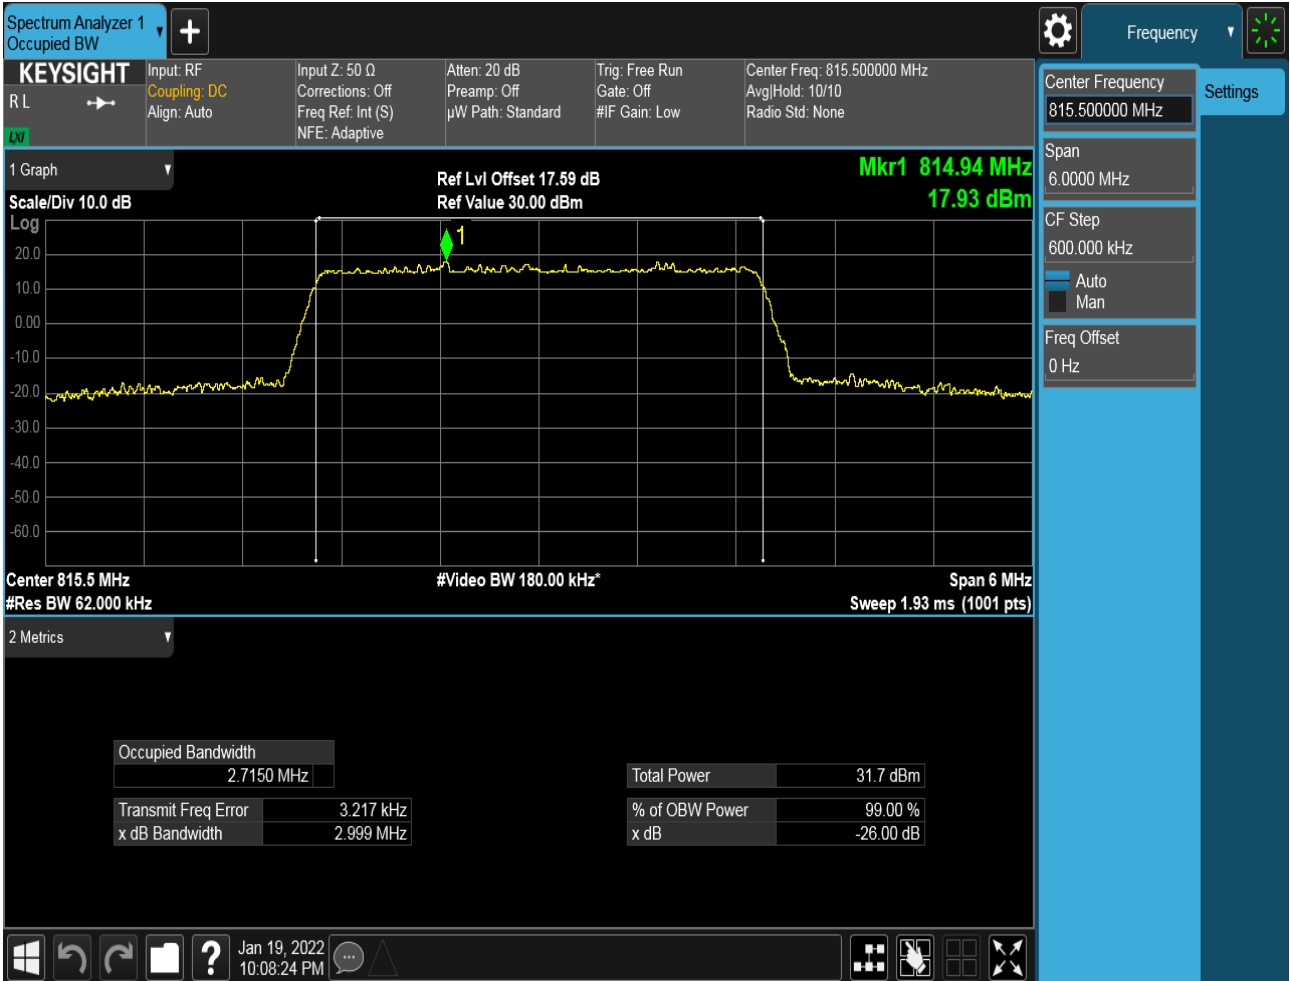 Spectrum Analyzer 1
Occupied BW
Frequency
KEYSIGHT
R L
LXI
Input: RF
Coupling: DC
Align: Auto
Input Z: 50 Ω
Corrections: Off
Freq Ref: Int (S)
NFE: Adaptive
Atten: 20 dB
Preamp: Off
µW Path: Standard
Trig: Free Run
Gate: Off
#IF Gain: Low
Center Freq: 815.500000 MHz
Avg|Hold: 10/10
Radio Std: None
Center Frequency
815.500000 MHz
Settings
Span
6.0000 MHz
CF Step
600.000 kHz
Auto
Man
Freq Offset
0 Hz
1 Graph
Scale/Div 10.0 dB
Log
Ref Lvl Offset 17.59 dB
Ref Value 30.00 dBm
Mkr1 814.94 MHz
17.93 dBm
1
20.0
10.0
0.00
-10.0
-20.0
-30.0
-40.0
-50.0
-60.0
Center 815.5 MHz
#Res BW 62.000 kHz
#Video BW 180.00 kHz*
Span 6 MHz
Sweep 1.93 ms (1001 pts)
2 Metrics
Occupied Bandwidth
2.7150 MHz
Total Power 31.7 dBm
Transmit Freq Error 3.217 kHz
% of OBW Power 99.00 %
x dB Bandwidth 2.999 MHz
x dB -26.00 dB
?
Jan 19, 2022
10:08:24 PM